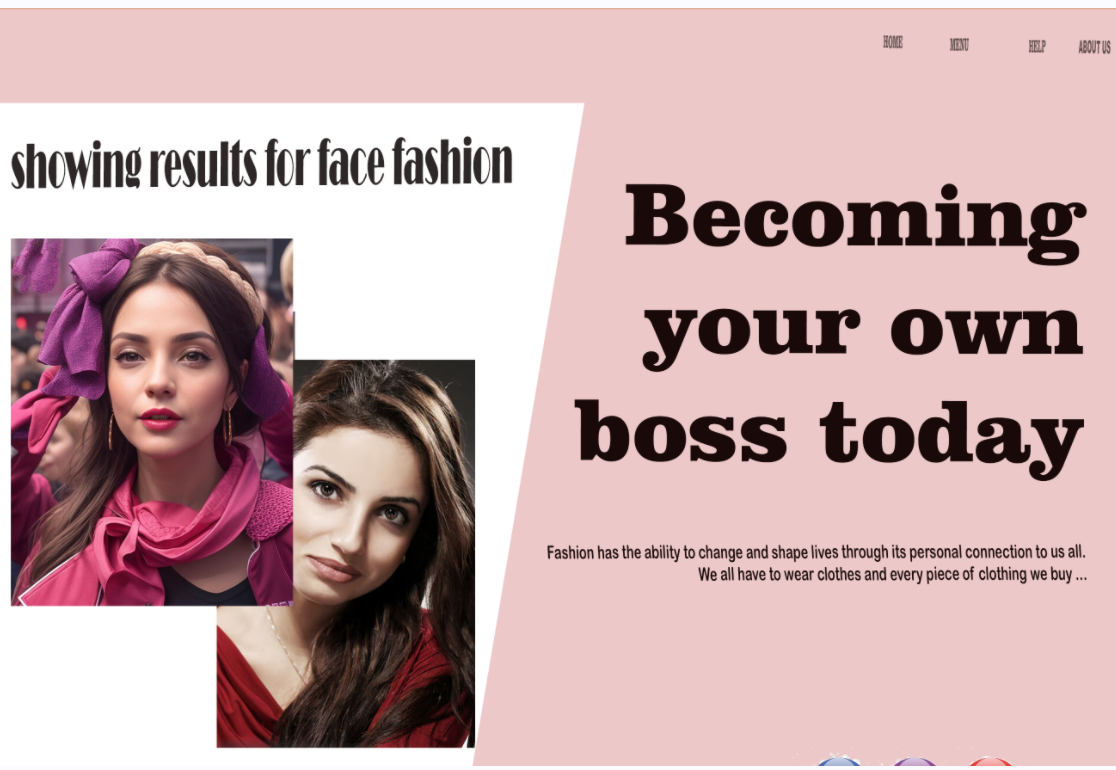 HOME MENU HELP ABOUT US
showing results for face fashion
Becoming
your own
boss today
Fashion has the ability to change and shape lives through its personal connection to us all.
We all have to wear clothes and every piece of clothing we buy ...